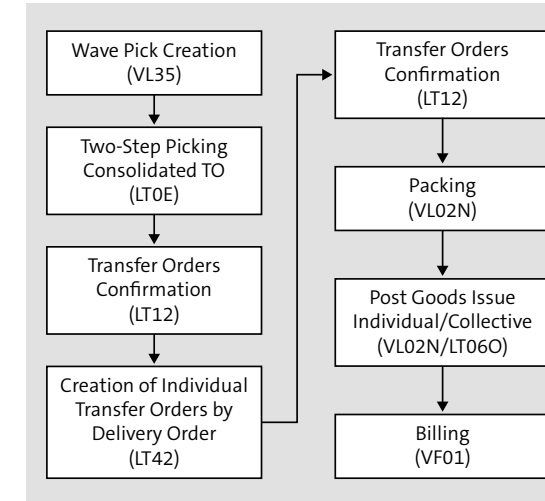 Wave Pick Creation
(VL35)
Two-Step Picking
Consolidated TO
(LT0E)
Transfer Orders
Confirmation
(LT12)
Creation of Individual
Transfer Orders by
Delivery Order
(LT42)
Transfer Orders
Confirmation
(LT12)
Packing
(VL02N)
Post Goods Issue
Individual/Collective
(VL02N/LT06O)
Billing
(VF01)